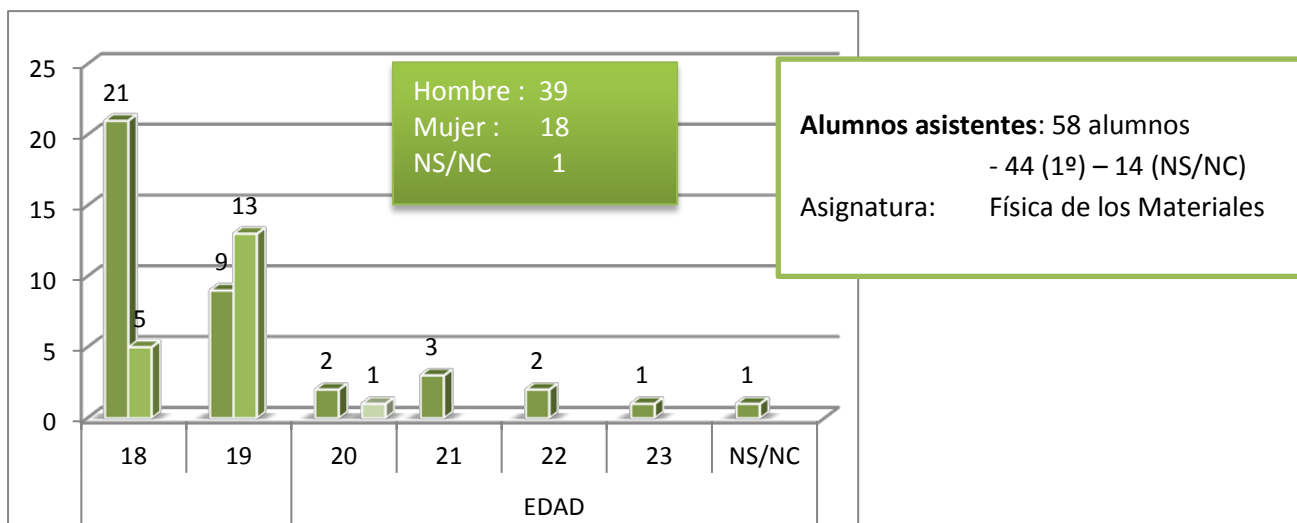 25
20
15
10
5
0
21
5
9
13
2
1
3
2
1
1
18 19 20 21 22 23 NS/NC
EDAD
Hombre : 39
Mujer : 18
NS/NC 1
Alumnos asistentes: 58 alumnos
- 44 (1º) – 14 (NS/NC)
Asignatura: Física de los Materiales